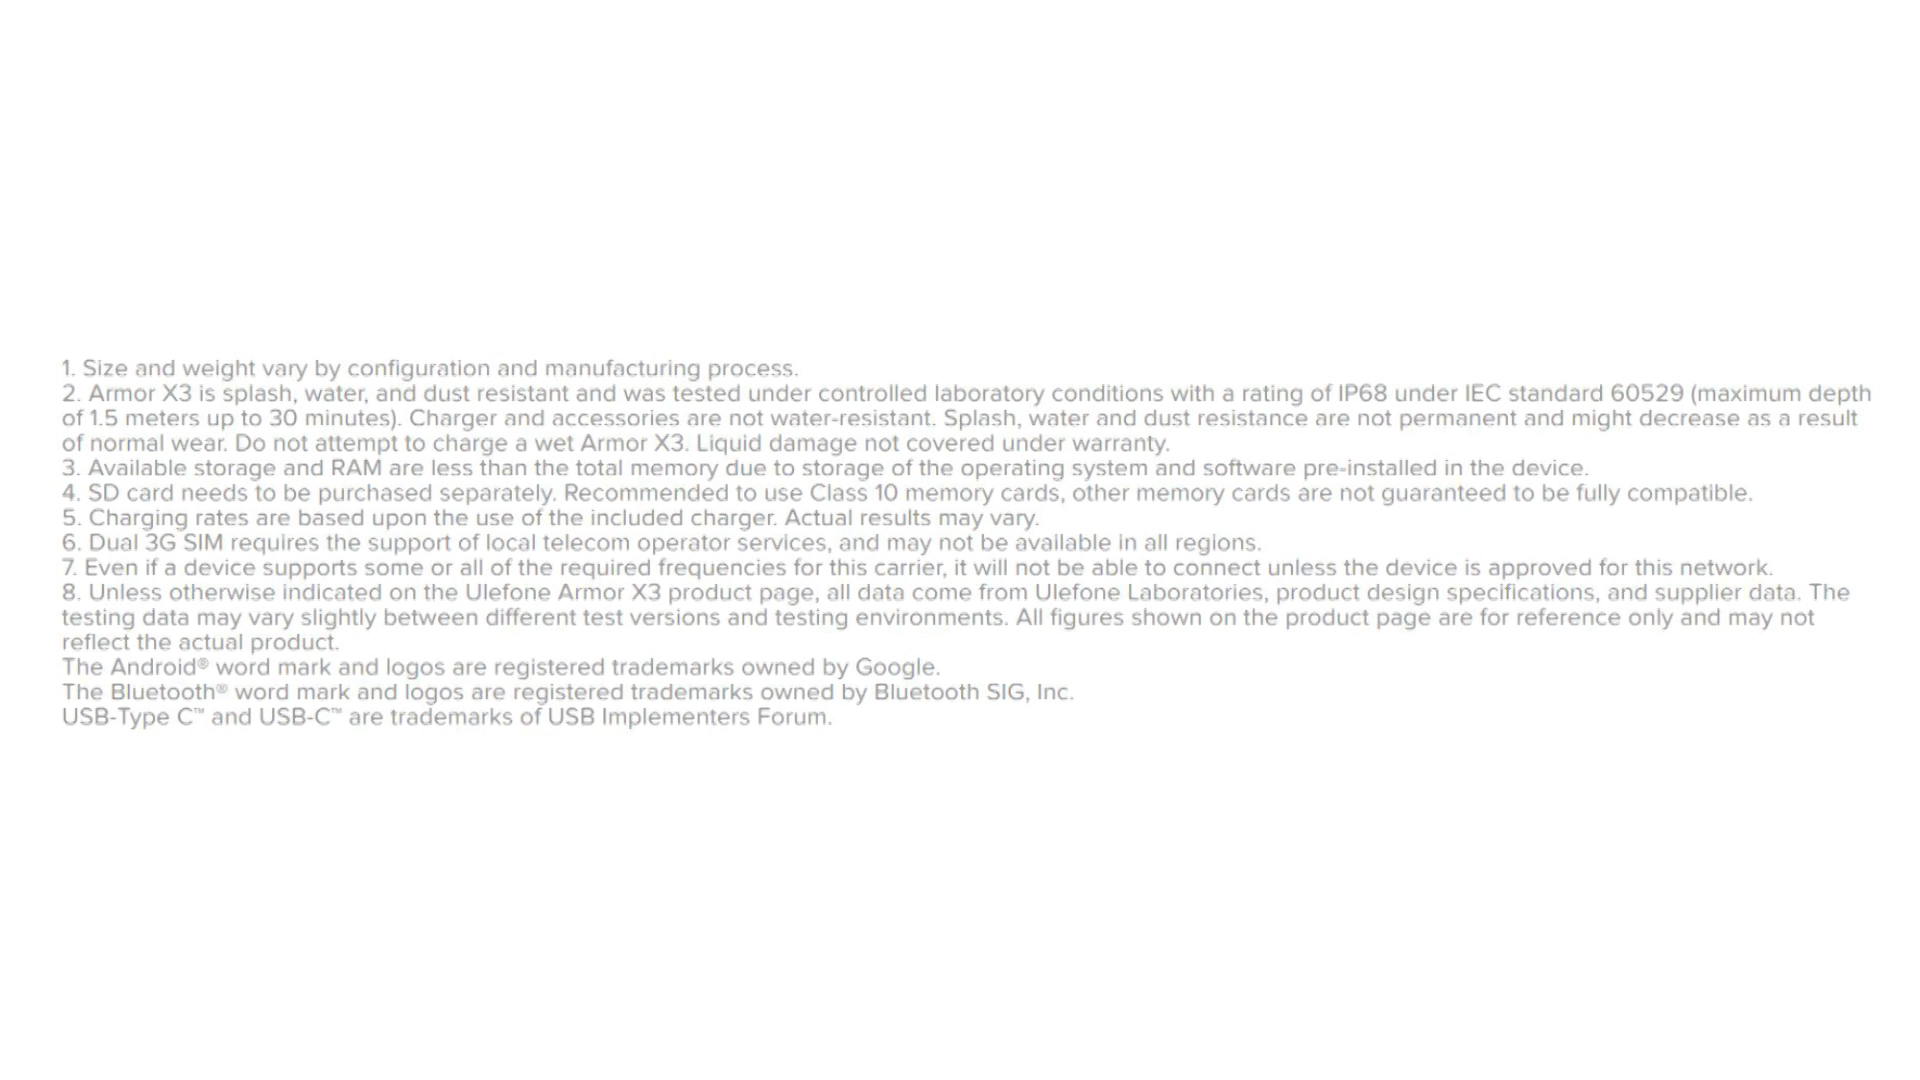 1. Size and weight vary by configuration and manufacturing process.
2. Armor X3 is splash, water, and dust resistant and was tested under controlled laboratory conditions with a rating of IP68 under IEC standard 60529 (maximum depth
of 1.5 meters up to 30 minutes). Charger and accessories are not water-resistant. Splash, water and dust resistance are not permanent and might decrease as a result
of normal wear. Do not attempt to charge a wet Armor X3. Liquid damage not covered under warranty.
3. Available storage and RAM are less than the total memory due to storage of the operating system and software pre-installed in the device.
4. SD card needs to be purchased separately. Recommended to use Class 10 memory cards, other memory cards are not guaranteed to be fully compatible.
5. Charging rates are based upon the use of the included charger. Actual results may vary.
6. Dual 3G SIM requires the support of local telecom operator services, and may not be available in all regions.
7. Even if a device supports some or all of the required frequencies for this carrier, it will not be able to connect unless the device is approved for this network.
8. Unless otherwise indicated on the Ulefone Armor X3 product page, all data come from Ulefone Laboratories, product design specifications, and supplier data. The
testing data may vary slightly between different test versions and testing environments. All figures shown on the product page are for reference only and may not
reflect the actual product.
The Android® word mark and logos are registered trademarks owned by Google.
The Bluetooth® word mark and logos are registered trademarks owned by Bluetooth SIG, Inc.
USB-Type C™ and USB-C™ are trademarks of USB Implementers Forum.